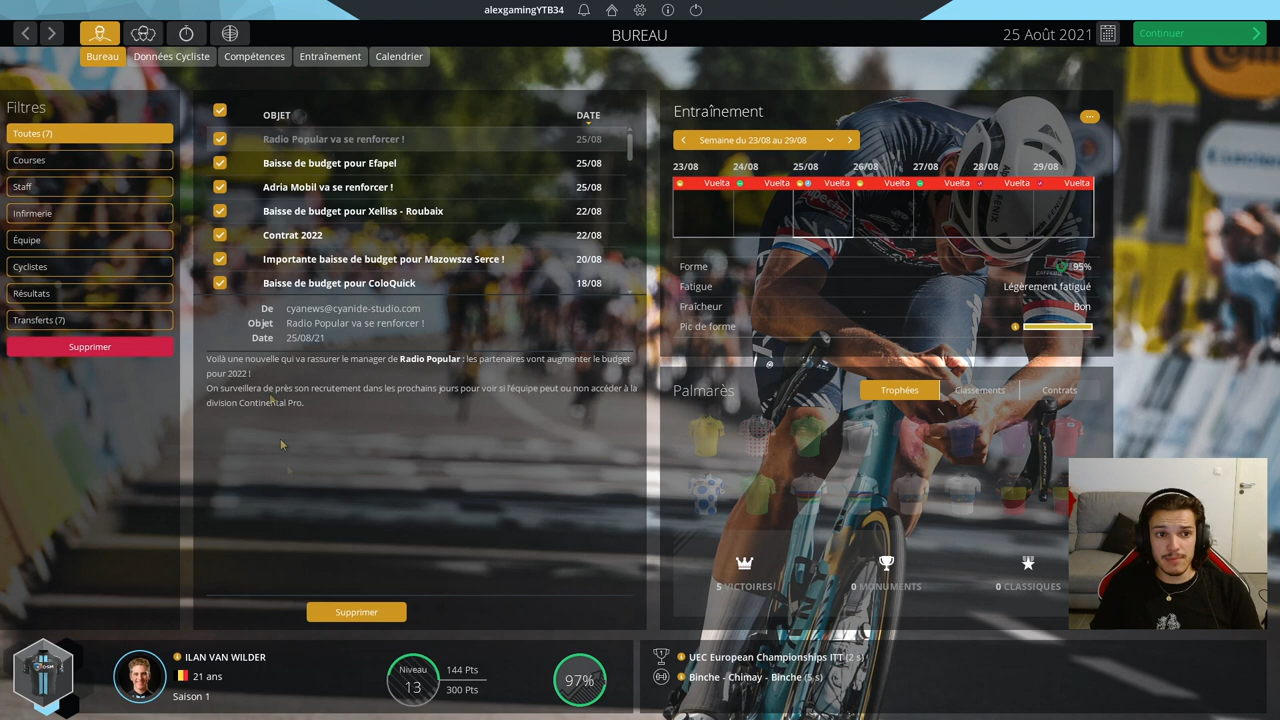 alexgamingYTB34
BUREAU
25 Août 2021
Continuer
Bureau
Données Cycliste
Compétences
Entraînement
Calendrier
Filtres
Toutes (7)
Courses
Staff
Infirmerie
Équipe
Cyclistes
Résultats
Transferts (7)
Supprimer
OBJET DATE
Radio Popular va se renforcer ! 25/08
Baisse de budget pour Efapel 25/08
Adria Mobil va se renforcer ! 25/08
Baisse de budget pour Xelliss - Roubaix 22/08
Contrat 2022 22/08
Importante baisse de budget pour Mazowsze Serce ! 20/08
Baisse de budget pour ColoQuick 18/08
De cyanews@cyanide-studio.com
Objet Radio Popular va se renforcer !
Date 25/08/21
Voilà une nouvelle qui va rassurer le manager de Radio Popular : les partenaires vont augmenter le budget
pour 2022 !
On surveillera de près son recrutement dans les prochains jours pour voir si l'équipe peut ou non accéder à la
division Continental Pro.
Supprimer
Entraînement
Semaine du 23/08 au 29/08
23/08 24/08 25/08 26/08 27/08 28/08 29/08
Vuelta Vuelta Vuelta Vuelta Vuelta Vuelta Vuelta
Forme 95%
Fatigue Légèrement fatigué
Fraîcheur Bon
Pic de forme
Palmarès
Trophées
Classements
Contrats
5 VICTOIRES
0 MONUMENTS
0 CLASSIQUES
ILAN VAN WILDER
21 ans
Saison 1
Niveau
13
144 Pts
300 Pts
97%
UEC European Championships ITT (2 s)
Binche - Chimay - Binche (5 s)